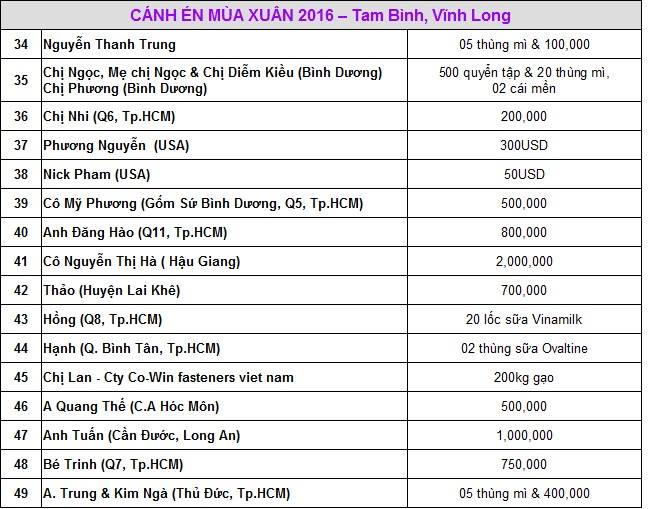 CÁNH ÉN MÙA XUÂN 2016 – Tam Bình, Vĩnh Long
34 Nguyễn Thanh Trung 05 thùng mì & 100,000
35 Chị Ngọc, Mẹ chị Ngọc & Chị Diễm Kiều (Bình Dương) 500 quyển tập & 20 thùng mì,
Chị Phương (Bình Dương) 02 cái mền
36 Chị Nhi (Q6, Tp.HCM) 200,000
37 Phương Nguyễn (USA) 300USD
38 Nick Pham (USA) 50USD
39 Cô Mỹ Phương (Gốm Sứ Bình Dương, Q5, Tp.HCM) 500,000
40 Anh Đăng Hào (Q11, Tp.HCM) 800,000
41 Cô Nguyễn Thị Hà ( Hậu Giang) 2,000,000
42 Thảo (Huyện Lai Khê) 700,000
43 Hồng (Q8, Tp.HCM) 20 lốc sữa Vinamilk
44 Hạnh (Q. Bình Tân, Tp.HCM) 02 thùng sữa Ovaltine
45 Chị Lan - Cty Co-Win fasteners viet nam 200kg gạo
46 A Quang Thế (C.A Hóc Môn) 500,000
47 Anh Tuấn (Cần Đước, Long An) 1,000,000
48 Bé Trinh (Q7, Tp.HCM) 750,000
49 A. Trung & Kim Ngà (Thủ Đức, Tp.HCM) 05 thùng mì & 400,000